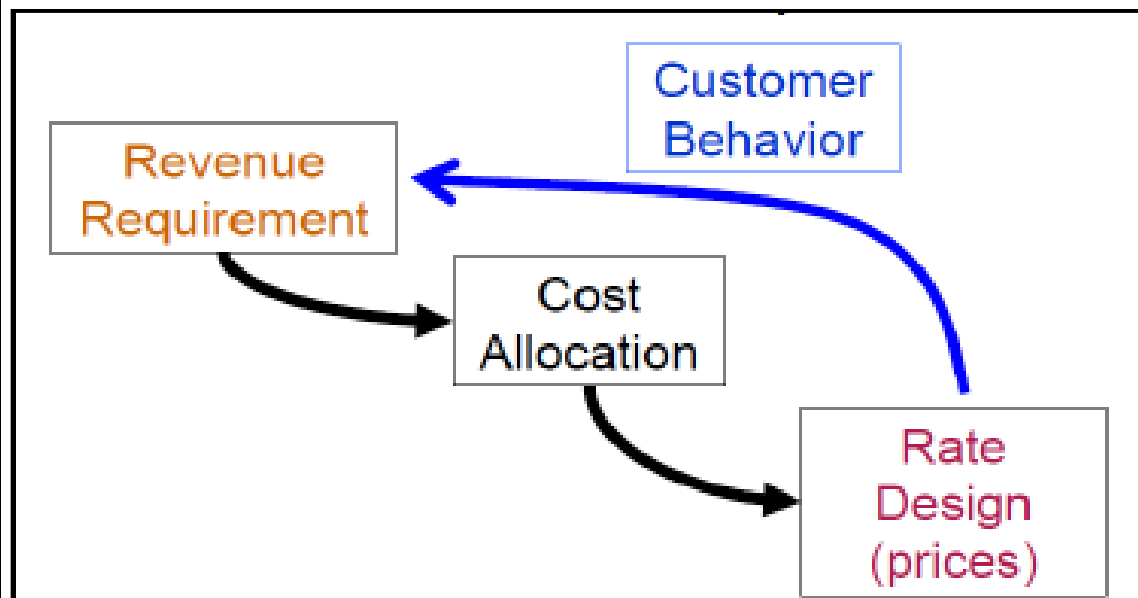 Customer
Behavior
Revenue
Requirement
Cost
Allocation
Rate
Design
(prices)